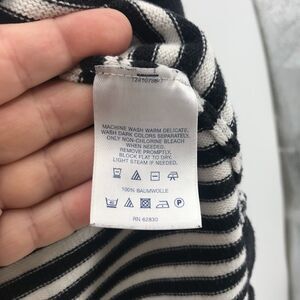 MACHINE WASH WARM DELICATE.
WASH DARK COLORS SEPARATELY.
ONLY NON-CHLORINE BLEACH
WHEN NEEDED.
REMOVE PROMPTLY.
BLOCK FLAT TO DRY.
LIGHT STEAM IF NEEDED.
100% BAUMWOLLE
P
RN 62830